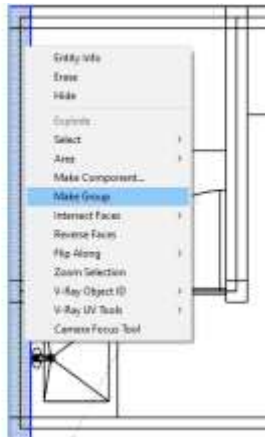 Entity Info
Erase
Hide
Explode
Select
Area
Make Component...
Make Group
Intersect Faces
Reverse Faces
Flip Along
Zoom Selection
V-Ray Object ID
V-Ray UV Tools
Camera Focus Tool